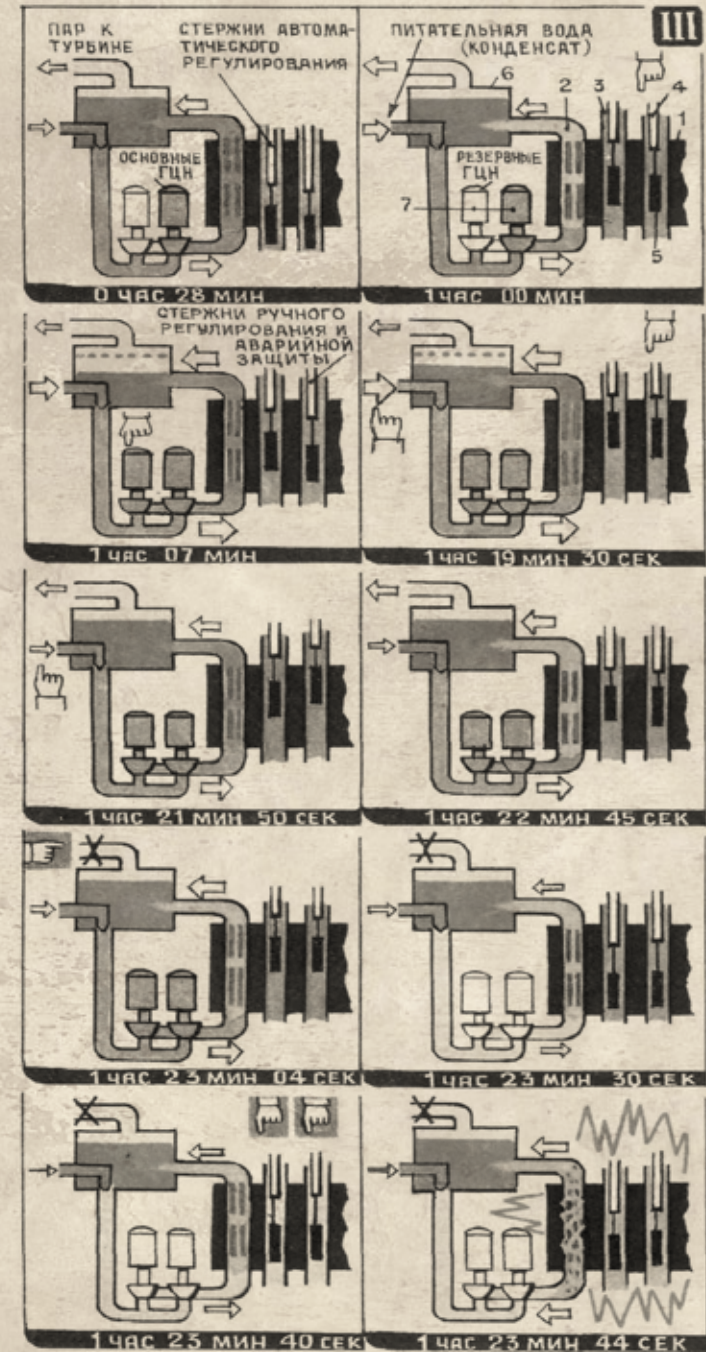 III
ПАР К
ТУРБИНЕ
СТЕРЖНИ АВТОМА-
ТИЧЕСКОГО
РЕГУЛИРОВАНИЯ
ОСНОВНЫЕ
ГЦН
0 ЧАС 28 МИН
ПИТАТЕЛЬНАЯ ВОДА
(КОНДЕНСАТ)
6
2
3
4
1
РЕЗЕРВНЫЕ
ГЦН
7
5
1 ЧАС 00 МИН
СТЕРЖНИ РУЧНОГО
РЕГУЛИРОВАНИЯ И
АВАРИЙНОЙ
ЗАЩИТЫ
1 ЧАС 07 МИН
1 ЧАС 19 МИН 30 СЕК
1 ЧАС 21 МИН 50 СЕК
1 ЧАС 22 МИН 45 СЕК
1 ЧАС 23 МИН 04 СЕК
1 ЧАС 23 МИН 30 СЕК
1 ЧАС 23 МИН 40 СЕК
1 ЧАС 23 МИН 44 СЕК